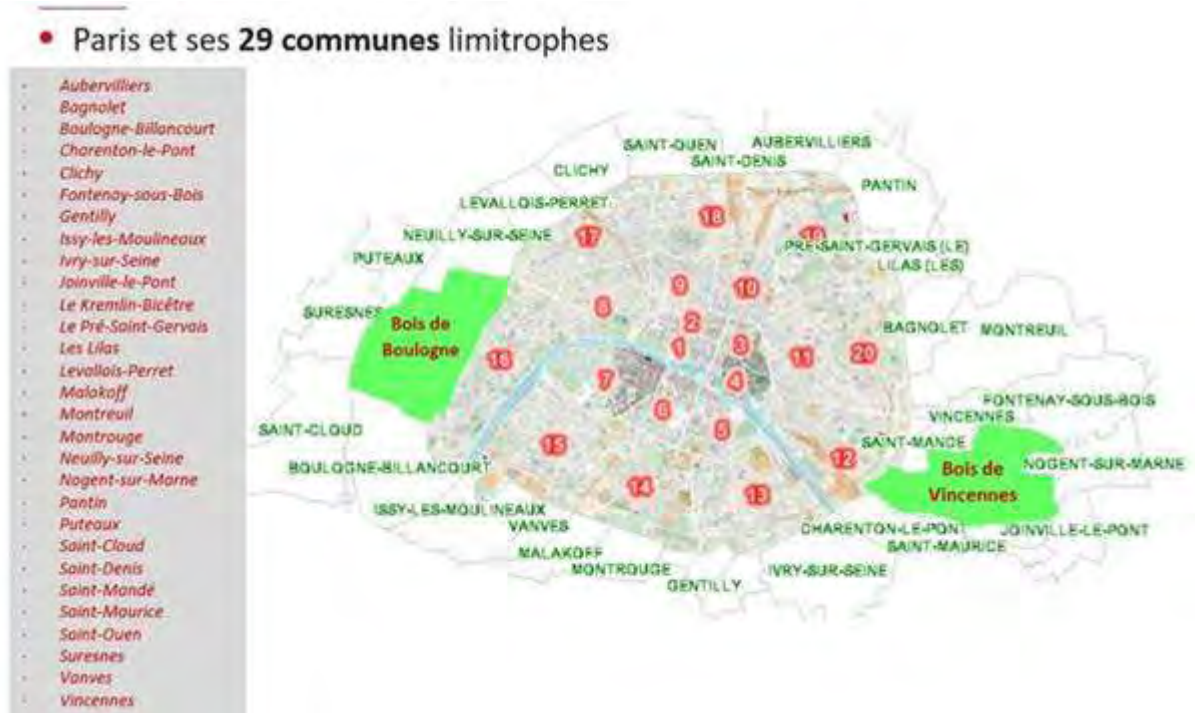 • Paris et ses 29 communes limitrophes
- Aubervilliers
- Bagnolet
- Boulogne-Billancourt
- Charenton-le-Pont
- Clichy
- Fontenay-sous-Bois
- Gentilly
- Issy-les-Moulineaux
- Ivry-sur-Seine
- Joinville-le-Pont
- Le Kremlin-Bicêtre
- Le Pré-Saint-Gervais
- Les Lilas
- Levallois-Perret
- Malakoff
- Montreuil
- Montrouge
- Neuilly-sur-Seine
- Nogent-sur-Marne
- Pantin
- Puteaux
- Saint-Cloud
- Saint-Denis
- Saint-Mandé
- Saint-Maurice
- Saint-Ouen
- Suresnes
- Vanves
- Vincennes
SAINT-OUEN
AUBERVILLIERS
SAINT-DENIS
CLICHY
PANTIN
LEVALLOIS-PERRET
18
17
19
NEUILLY-SUR-SEINE
PRE-SAINT-GERVAIS (LE)
PUTEAUX
LILAS (LES)
9
10
8
SURESNES
Bois de
Boulogne
2
BAGNOLET
MONTREUIL
1
3
11
20
16
7
4
6
5
FONTENAY-SOUS-BOIS
VINCENNES
SAINT-CLOUD
15
SAINT-MANDE
12
BOULOGNE-BILLANCOURT
Bois de
Vincennes
NOGENT-SUR-MARNE
14
13
ISSY-LES-MOULINEAUX
VANVES
CHARENTON-LE-PONT
JOINVILLE-LE-PONT
SAINT-MAURICE
MALAKOFF
MONTROUGE
IVRY-SUR-SEINE
GENTILLY